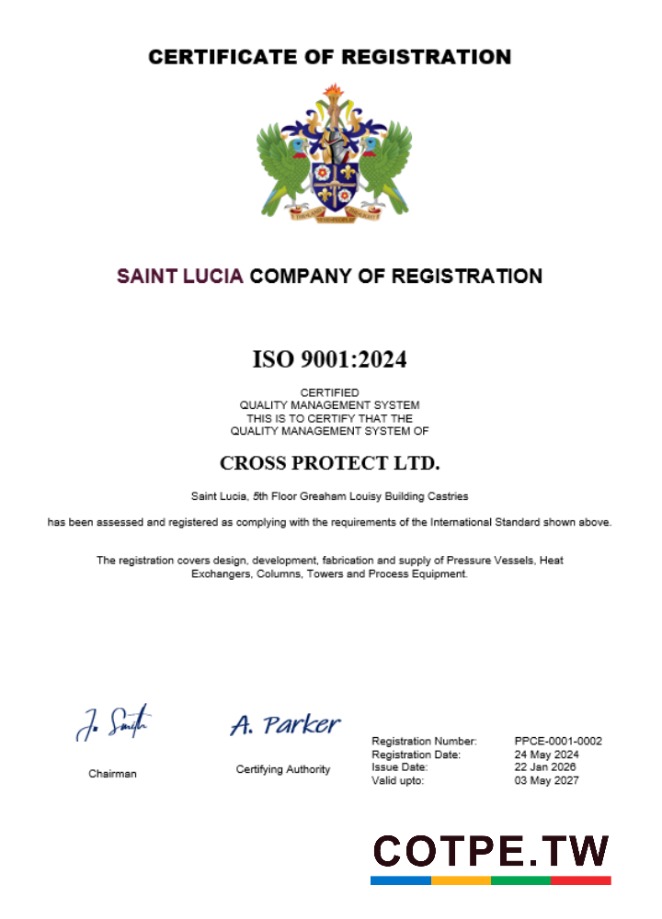 CERTIFICATE OF REGISTRATION
SAINT LUCIA COMPANY OF REGISTRATION
ISO 9001:2024
CERTIFIED
QUALITY MANAGEMENT SYSTEM
THIS IS TO CERTIFY THAT THE
QUALITY MANAGEMENT SYSTEM OF
CROSS PROTECT LTD.
Saint Lucia, 5th Floor Greaham Louisy Building Castries
has been assessed and registered as complying with the requirements of the International Standard shown above.
The registration covers design, development, fabrication and supply of Pressure Vessels, Heat
Exchangers, Columns, Towers and Process Equipment.
J. Smith
Chairman
A. Parker
Certifying Authority
Registration Number: PPCE-0001-0002
Registration Date: 24 May 2024
Issue Date: 22 Jan 2026
Valid upto: 03 May 2027
COTPE.TW